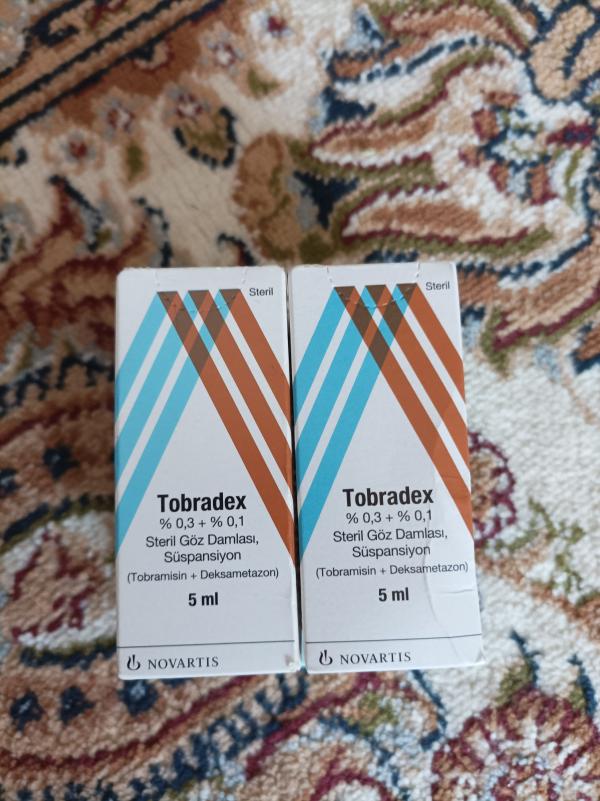 Steril
Tobradex
% 0,3 + % 0,1
Steril Göz Damlası,
Süspansiyon
(Tobramisin + Deksametazon)
5 ml
NOVARTIS
Steril
Tobradex
% 0,3 + % 0,1
Steril Göz Damlası,
Süspansiyon
(Tobramisin + Deksametazon)
5 ml
NOVARTIS